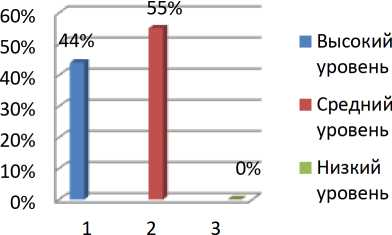 60%
50%
40%
30%
20%
10%
0%
44%
55%
0%
1 2 3
Высокий
уровень
Средний
уровень
Низкий
уровень